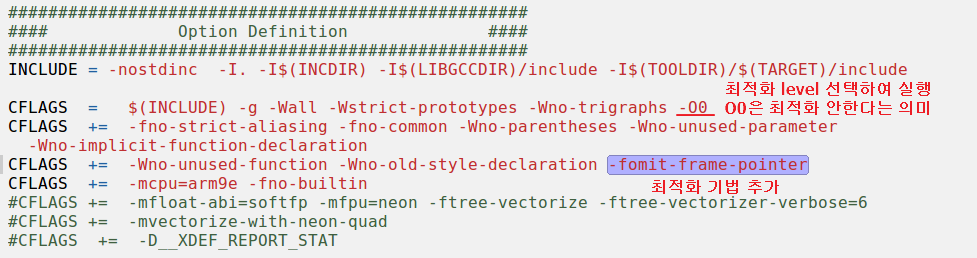 ####################################################
####             Option Definition              ####
####################################################
INCLUDE = -nostdinc  -I. -I$(INCDIR) -I$(LIBGCCDIR)/include -I$(TOOLDIR)/$(TARGET)/include
최적화 level 선택하여 실행
CFLAGS  =   $(INCLUDE) -g -Wall -Wstrict-prototypes -Wno-trigraphs -O0  O0은 최적화 안한다는 의미
CFLAGS  +=  -fno-strict-aliasing -fno-common -Wno-parentheses -Wno-unused-parameter
-Wno-implicit-function-declaration
CFLAGS  +=  -Wno-unused-function -Wno-old-style-declaration -fomit-frame-pointer
CFLAGS  +=  -mcpu=arm9e -fno-builtin
최적화 기법 추가
#CFLAGS +=  -mfloat-abi=softfp -mfpu=neon -ftree-vectorize -ftree-vectorizer-verbose=6
#CFLAGS +=  -mvectorize-with-neon-quad
#CFLAGS  +=  -D__XDEF_REPORT_STAT